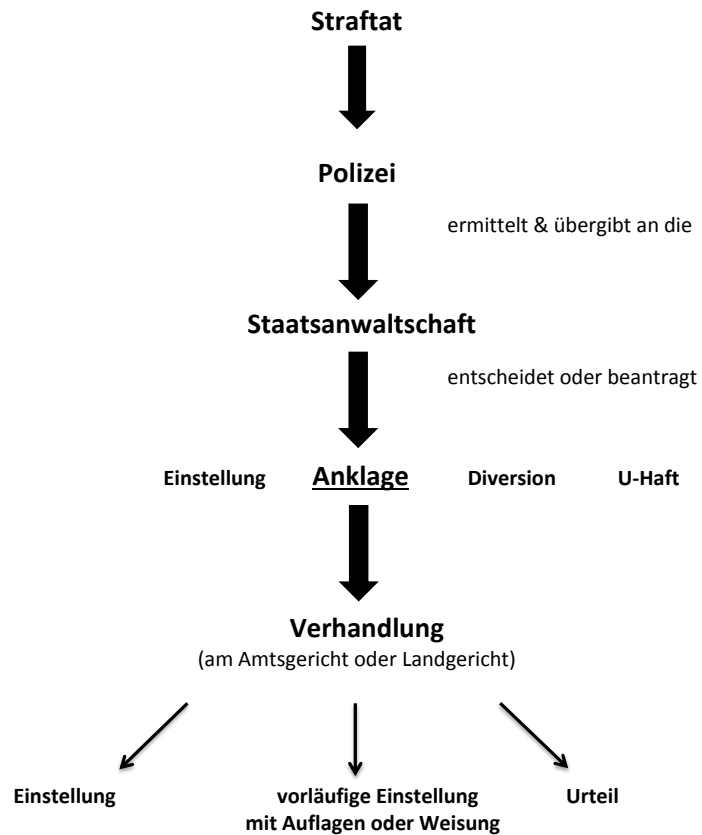 Straftat
Polizei
ermittelt & übergibt an die
Staatsanwaltschaft
entscheidet oder beantragt
Einstellung Anklage Diversion U-Haft
Verhandlung
(am Amtsgericht oder Landgericht)
Einstellung vorläufige Einstellung Urteil
mit Auflagen oder Weisung